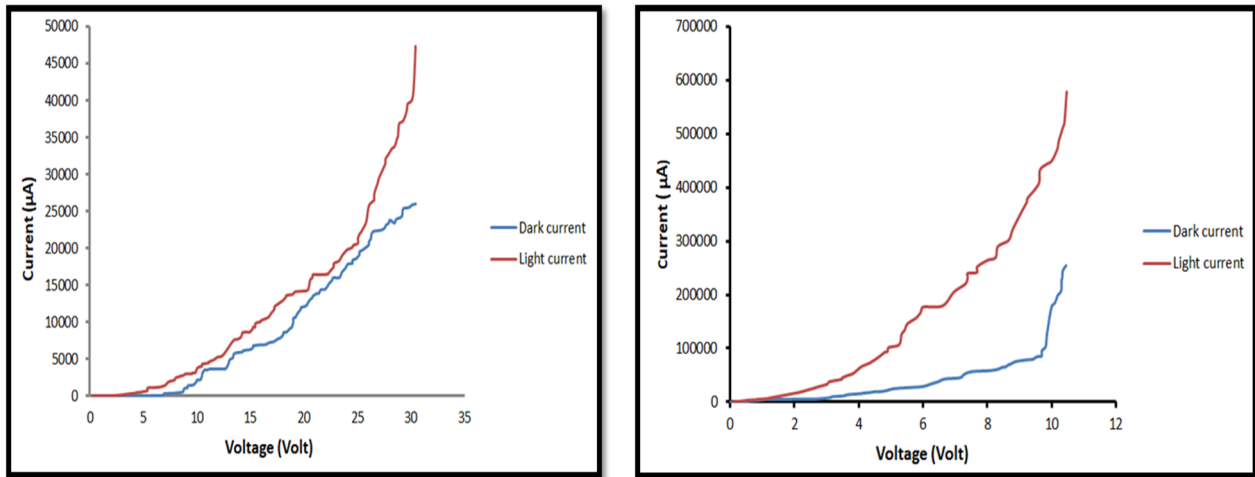 50000
45000
40000
35000
30000
25000
20000
15000
10000
5000
0
Current (μA)
0 5 10 15 20 25 30 35
Voltage (Volt)
Dark current
Light current
700000
600000
500000
400000
300000
200000
100000
0
Current ( μA)
0 2 4 6 8 10 12
Voltage (Volt)
Dark current
Light current